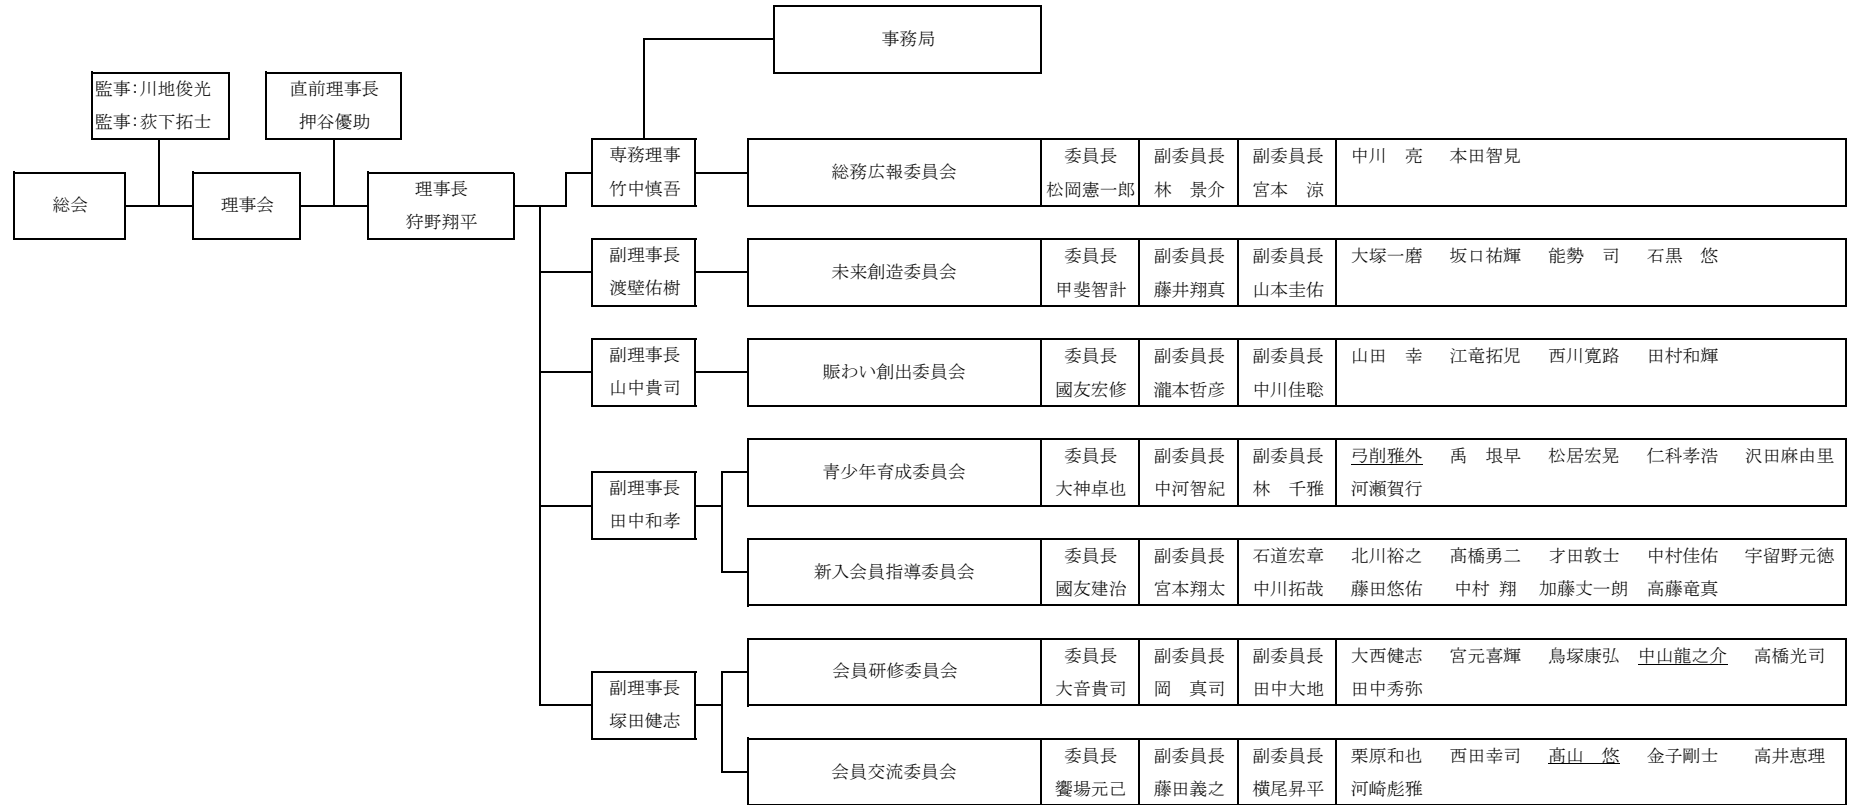 事務局
監事：川地俊光
監事：荻下拓士
直前理事長
押谷優助
総会
理事会
理事長
狩野翔平
専務理事
竹中慎吾
総務広報委員会
委員長
松岡憲一郎
副委員長
林　景介
副委員長
宮本　涼
中川　亮　本田智見
副理事長
渡壁佑樹
未来創造委員会
委員長
甲斐智計
副委員長
藤井翔真
副委員長
山本圭佑
大塚一磨　坂口祐輝　能勢　司　石黒　悠
副理事長
山中貴司
賑わい創出委員会
委員長
國友宏修
副委員長
瀧本哲彦
副委員長
中川佳聡
山田　幸　江竜拓児　西川寛路　田村和輝
副理事長
田中和孝
青少年育成委員会
委員長
大神卓也
副委員長
中河智紀
副委員長
林　千雅
弓削雅外　禹　垠早　松居宏晃　仁科孝浩　沢田麻由里
河瀬賀行
新入会員指導委員会
委員長
國友建治
副委員長
宮本翔太
石道宏章　北川裕之　髙橋勇二　才田敦士　中村佳佑　宇留野元徳
中川拓哉　藤田悠佑　中村 翔　加藤丈一朗　高藤竜真
副理事長
塚田健志
会員研修委員会
委員長
大音貴司
副委員長
岡　真司
副委員長
田中大地
大西健志　宮元喜輝　鳥塚康弘　中山龍之介　高橋光司
田中秀弥
会員交流委員会
委員長
饗場元己
副委員長
藤田義之
副委員長
横尾昇平
栗原和也　西田幸司　髙山　悠　金子剛士　高井恵理
河崎彪雅